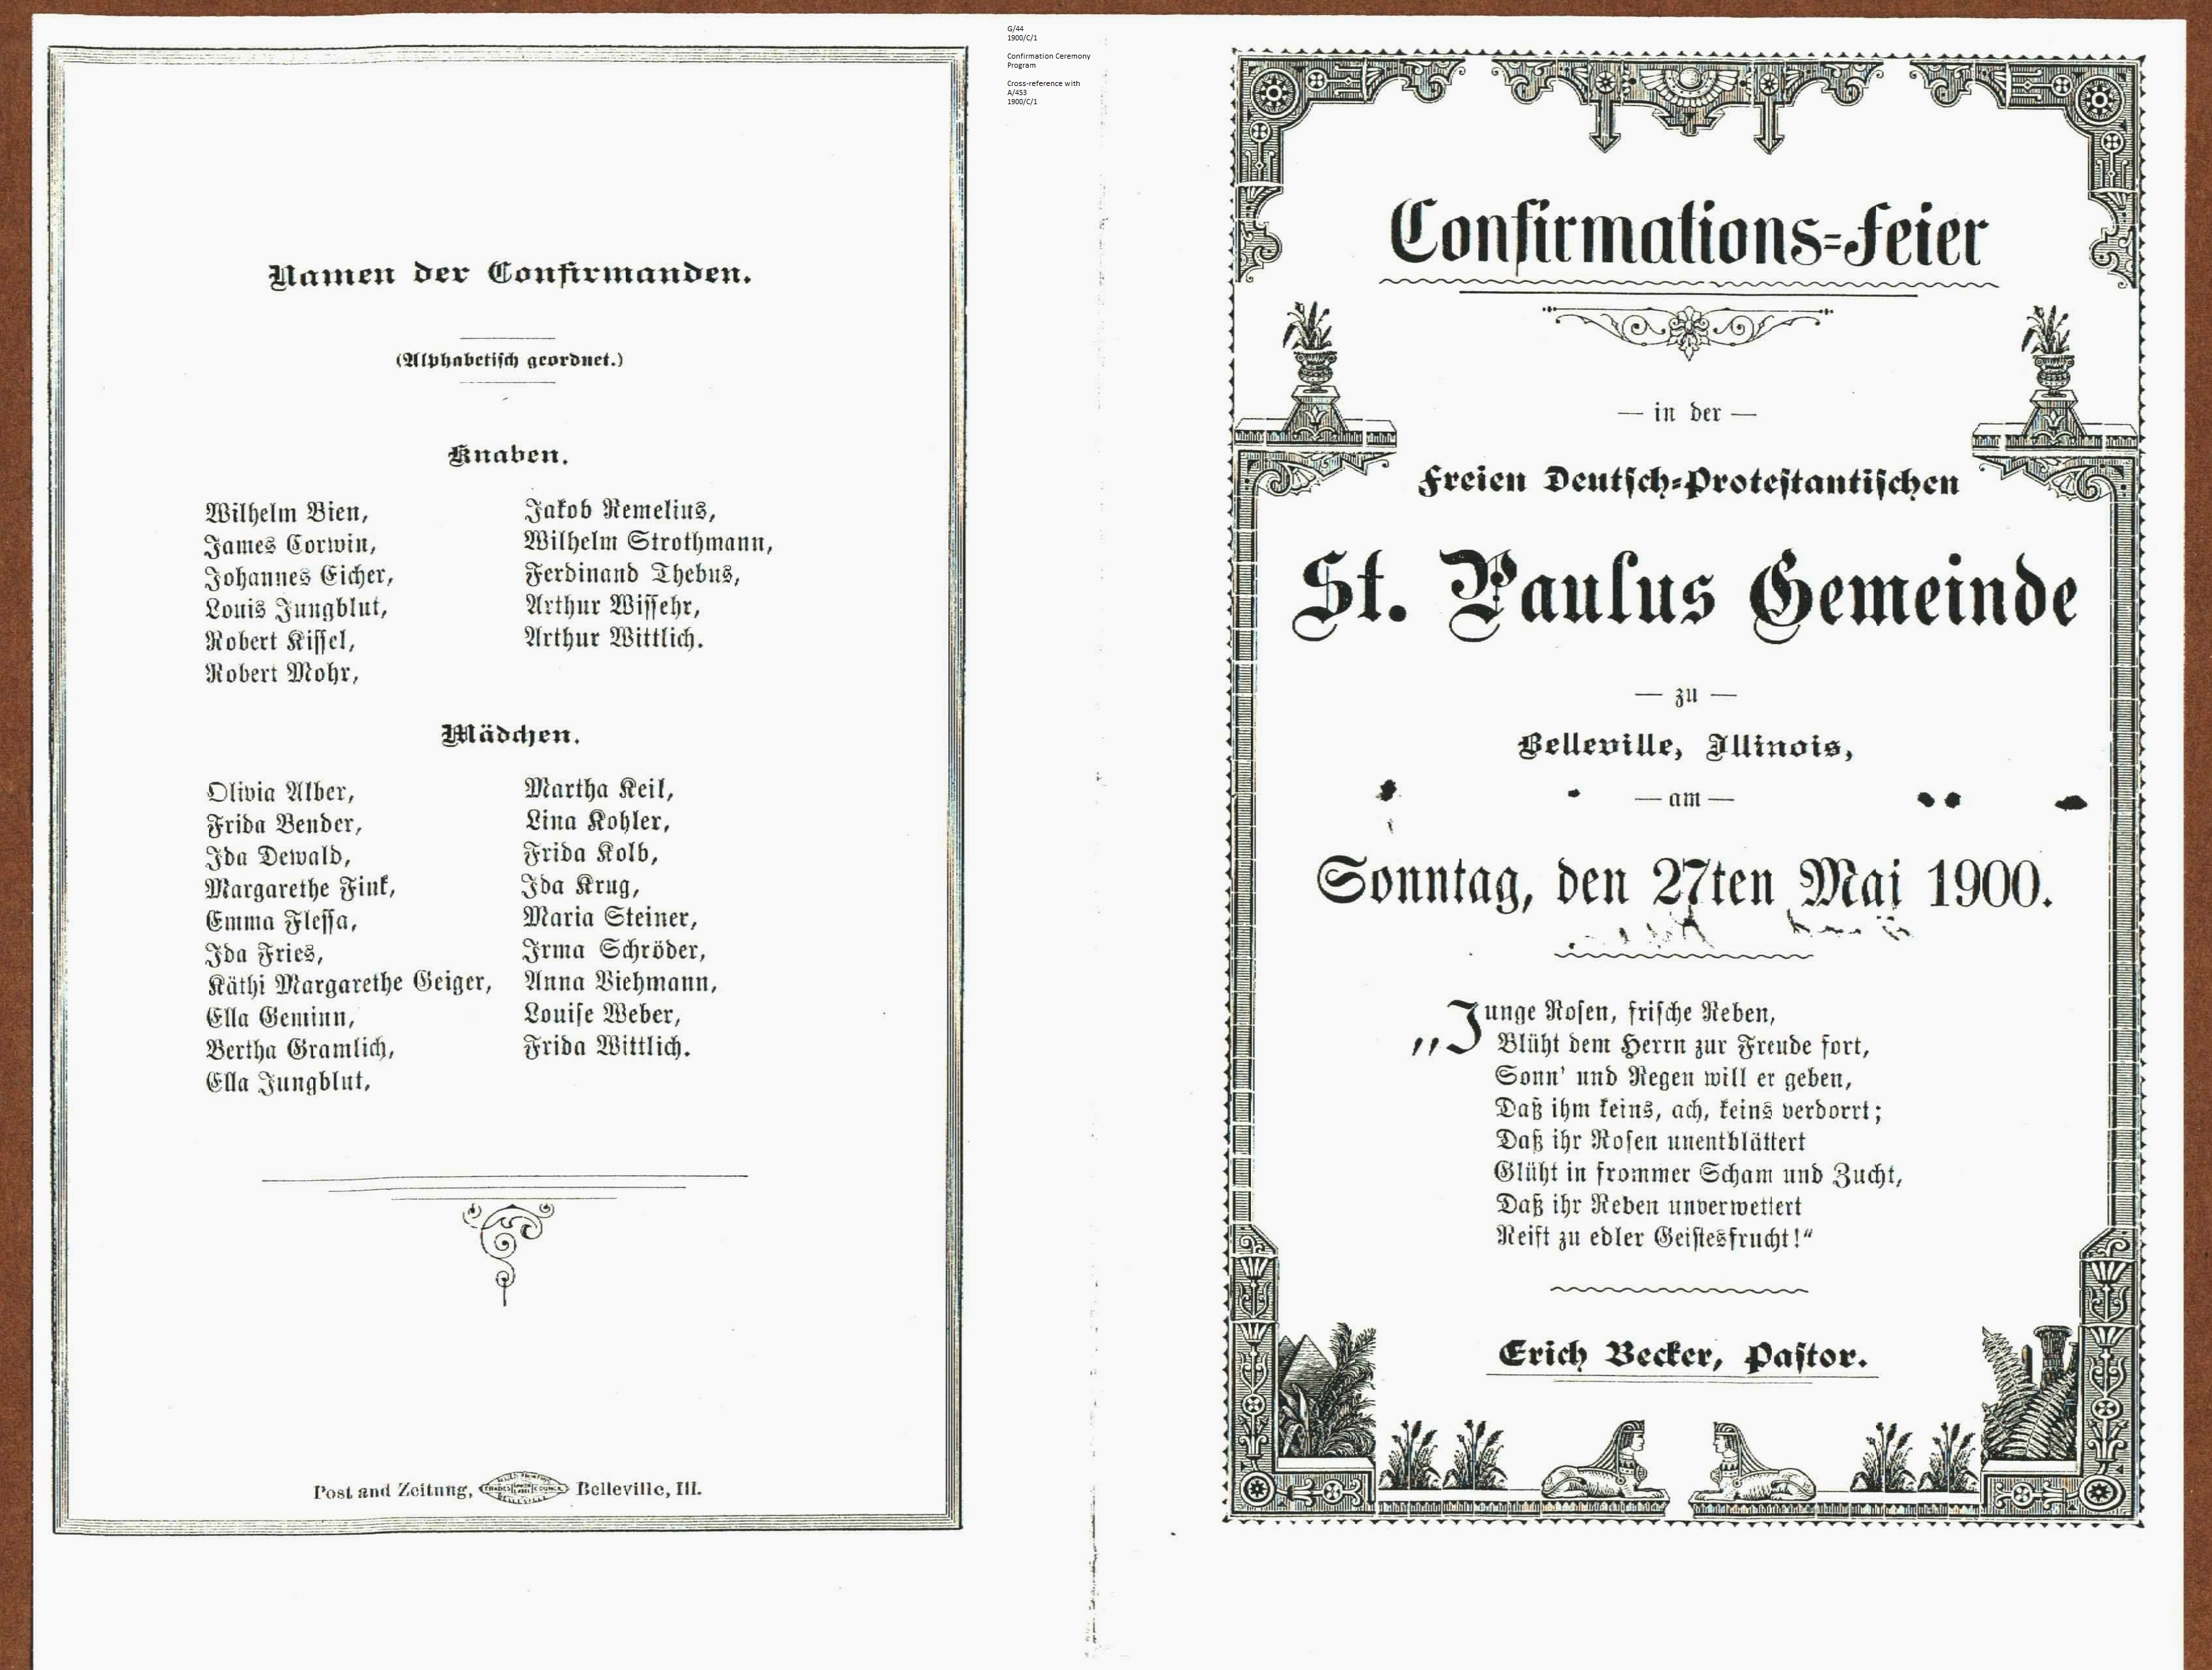 G/44
1900/C/1
Confirmation Ceremony
Program
Cross-reference with
A/453
1900/C/1
Namen der Confirmanden.
(Alphabetisch geordnet.)
Knaben.
Wilhelm Bien,
James Corwin,
Johannes Eicher,
Louis Jungblut,
Robert Kissel,
Robert Mohr,
Jakob Remelius,
Wilhelm Strothmann,
Ferdinand Thebus,
Arthur Wissehr,
Arthur Wittlich.
Mädchen.
Olivia Alber,
Frida Bender,
Ida Dewald,
Margarethe Fink,
Emma Flessa,
Ida Fries,
Käthi Margarethe Geiger,
Ella Geminn,
Bertha Gramlich,
Ella Jungblut,
Martha Keil,
Lina Kohler,
Frida Kolb,
Ida Krug,
Maria Steiner,
Irma Schröder,
Anna Viehmann,
Louise Weber,
Frida Wittlich.
Post and Zeitung, Belleville, Ill.
Confirmations-Feier
— in der —
Freien Deutsch-Protestantischen
St. Paulus Gemeinde
— zu —
Belleville, Illinois,
— am —
Sonntag, den 27ten Mai 1900.
„Junge Rosen, frische Reben,
Blüht dem Herrn zur Freude fort,
Sonn' und Regen will er geben,
Daß ihm keins, ach, keins verdorrt;
Daß ihr Rosen unentblättert
Glüht in frommer Scham und Zucht,
Daß ihr Reben unverwettert
Reift zu edler Geistesfrucht!“
Erich Becker, Pastor.